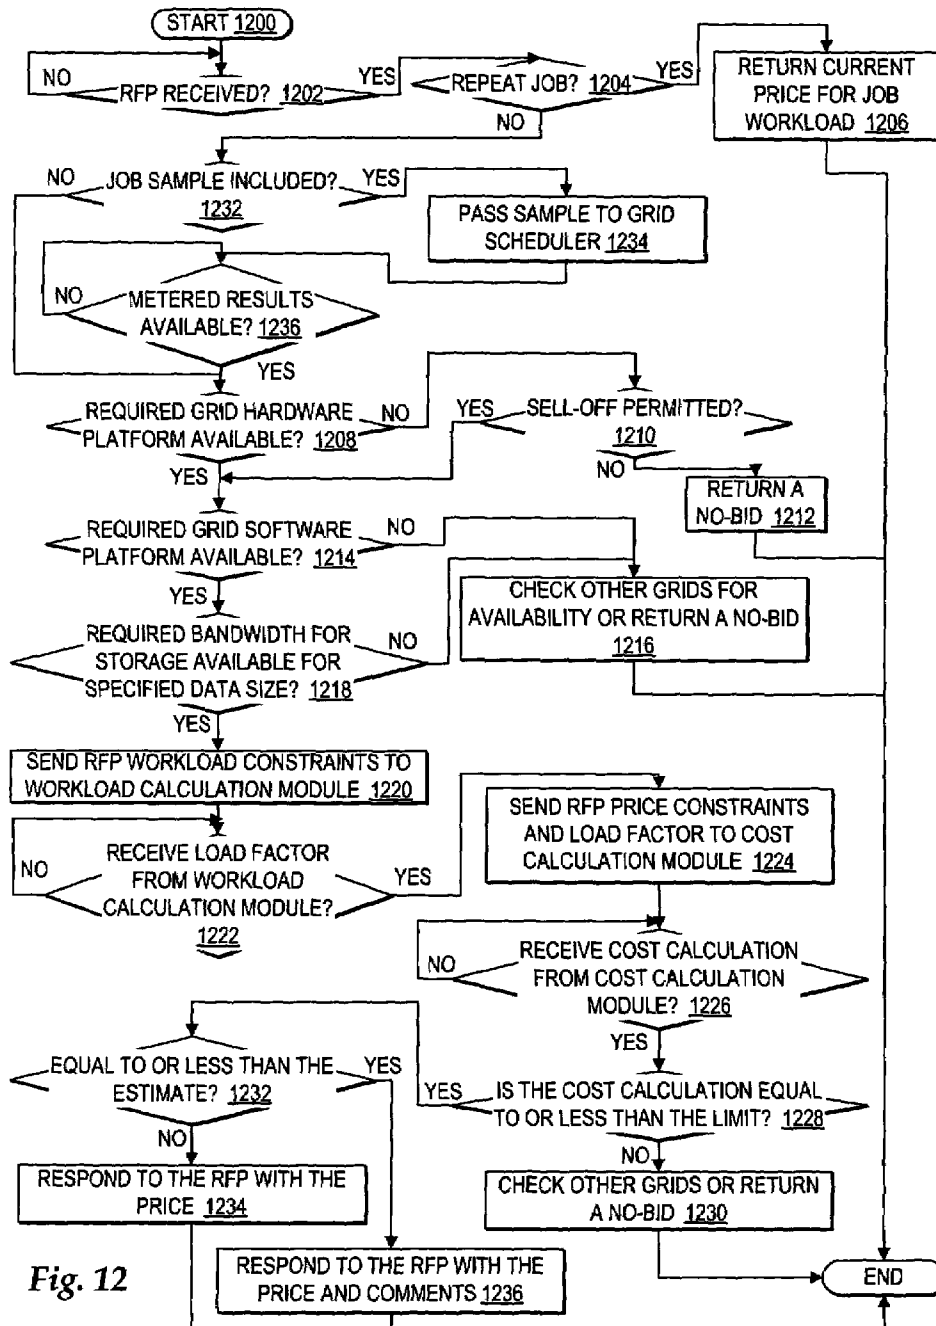 START 1200
NO
RFP RECEIVED? 1202
YES
REPEAT JOB? 1204
YES
RETURN CURRENT
PRICE FOR JOB
WORKLOAD 1206
NO
NO
JOB SAMPLE INCLUDED?
1232
YES
PASS SAMPLE TO GRID
SCHEDULER 1234
NO
METERED RESULTS
AVAILABLE? 1236
YES
REQUIRED GRID HARDWARE
PLATFORM AVAILABLE? 1208
NO
YES
YES
SELL-OFF PERMITTED?
1210
NO
RETURN A
NO-BID 1212
REQUIRED GRID SOFTWARE
PLATFORM AVAILABLE? 1214
NO
YES
CHECK OTHER GRIDS FOR
AVAILABILITY OR RETURN A NO-BID
1216
REQUIRED BANDWIDTH FOR
STORAGE AVAILABLE FOR
SPECIFIED DATA SIZE? 1218
NO
YES
SEND RFP WORKLOAD CONSTRAINTS TO
WORKLOAD CALCULATION MODULE 1220
NO
RECEIVE LOAD FACTOR
FROM WORKLOAD
CALCULATION MODULE?
1222
YES
SEND RFP PRICE CONSTRAINTS
AND LOAD FACTOR TO COST
CALCULATION MODULE 1224
NO
RECEIVE COST CALCULATION
FROM COST CALCULATION
MODULE? 1226
YES
YES
IS THE COST CALCULATION EQUAL
TO OR LESS THAN THE LIMIT? 1228
NO
CHECK OTHER GRIDS OR RETURN
A NO-BID 1230
EQUAL TO OR LESS THAN THE
ESTIMATE? 1232
YES
NO
RESPOND TO THE RFP WITH THE
PRICE 1234
RESPOND TO THE RFP WITH THE
PRICE AND COMMENTS 1236
END
Fig. 12